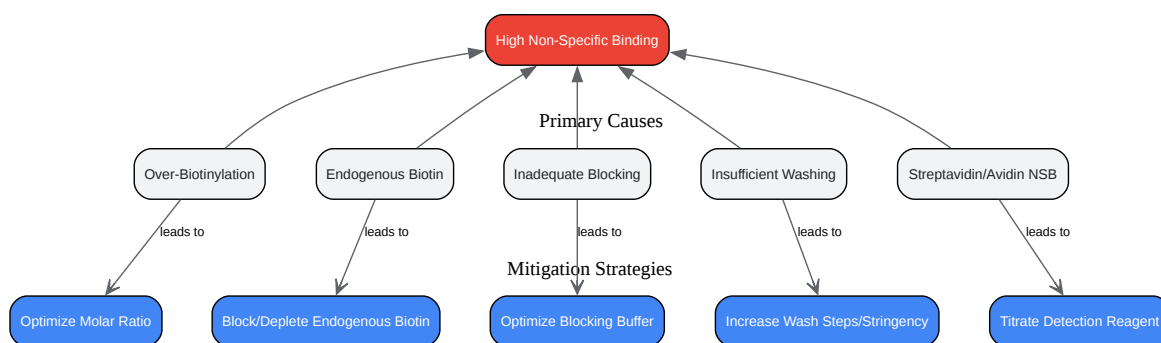 High Non-Specific Binding
Primary Causes
Over-Biotinylation
Endogenous Biotin
Inadequate Blocking
Insufficient Washing
Streptavidin/Avidin NSB
leads to
leads to
leads to
leads to
leads to
Mitigation Strategies
Optimize Molar Ratio
Block/Deplete Endogenous Biotin
Optimize Blocking Buffer
Increase Wash Steps/Stringency
Titrate Detection Reagent